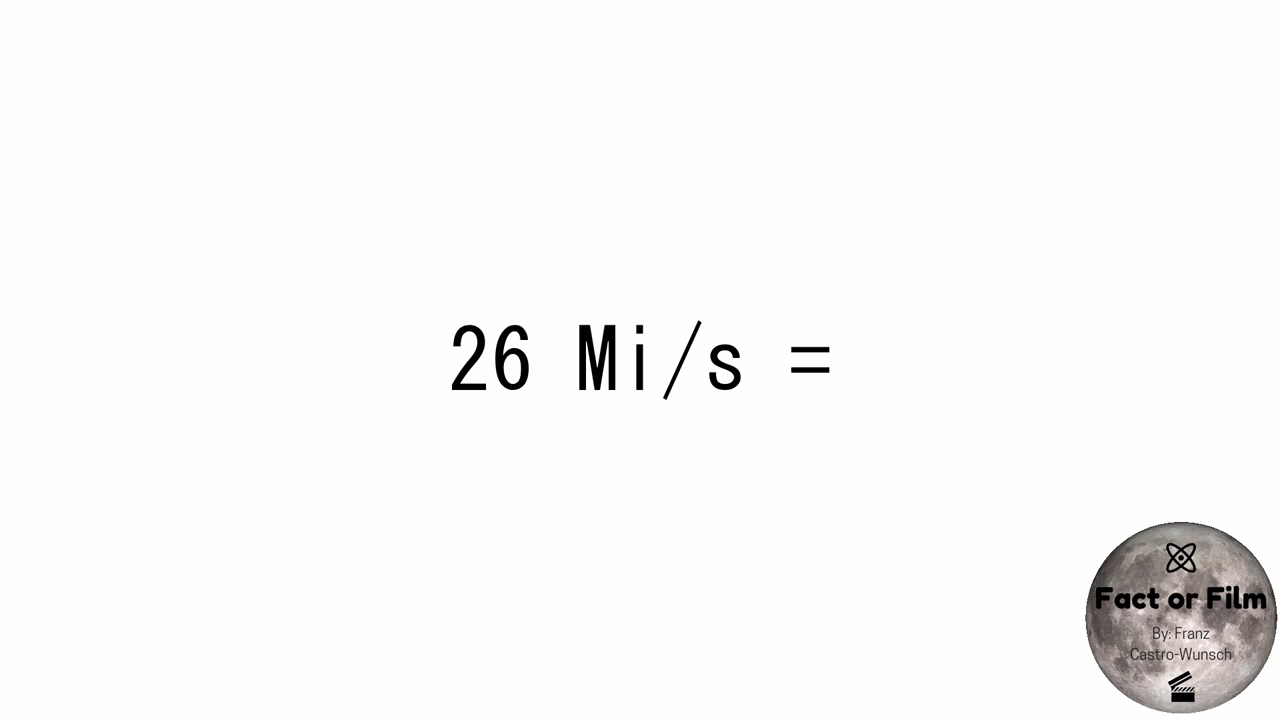 26 Mi/s =
Fact or Film
By: Franz
Castro-Wunsch